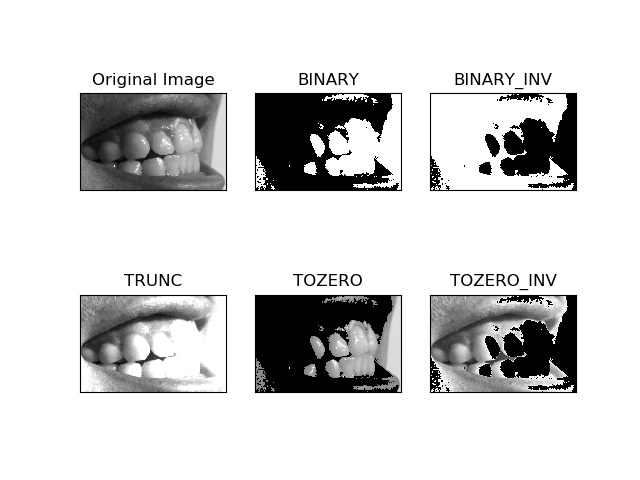 Original Image
BINARY
BINARY_INV
TRUNC
TOZERO
TOZERO_INV